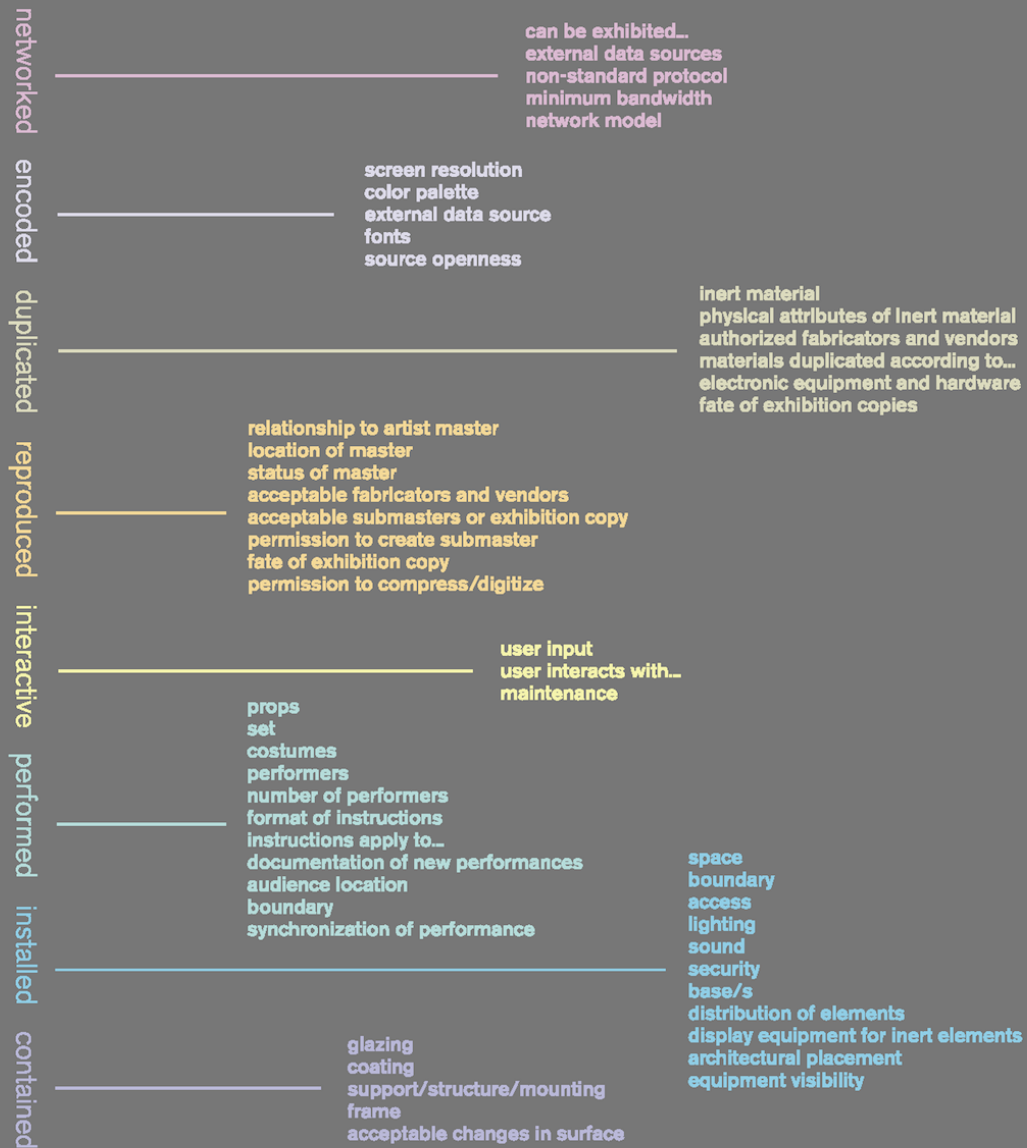 networked
can be exhibited...
external data sources
non-standard protocol
minimum bandwidth
network model
encoded
screen resolution
color palette
external data source
fonts
source openness
duplicated
inert material
physical attributes of inert material
authorized fabricators and vendors
materials duplicated according to...
electronic equipment and hardware
fate of exhibition copies
reproduced
relationship to artist master
location of master
status of master
acceptable fabricators and vendors
acceptable submasters or exhibition copy
permission to create submaster
fate of exhibition copy
permission to compress/digitize
interactive
user input
user interacts with...
maintenance
performed
props
set
costumes
performers
number of performers
format of instructions
instructions apply to...
documentation of new performances
audience location
boundary
synchronization of performance
installed
space
boundary
access
lighting
sound
security
base/s
distribution of elements
display equipment for inert elements
architectural placement
equipment visibility
contained
glazing
coating
support/structure/mounting
frame
acceptable changes in surface